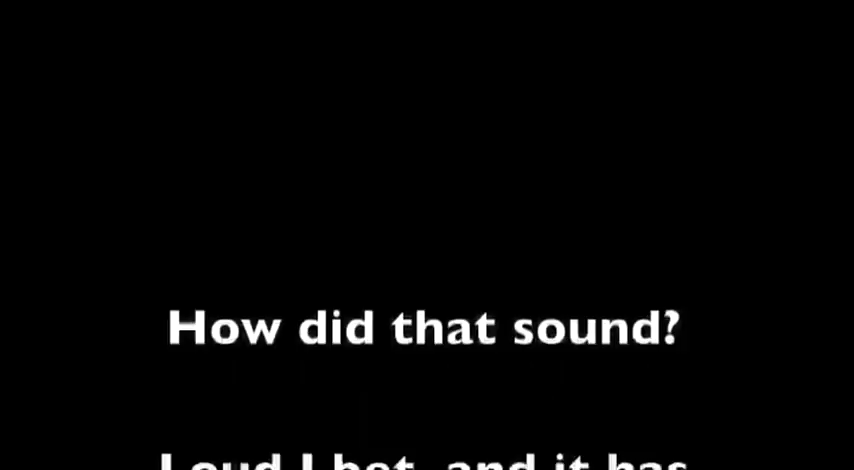 How did that sound?
Loud I bet, and it has